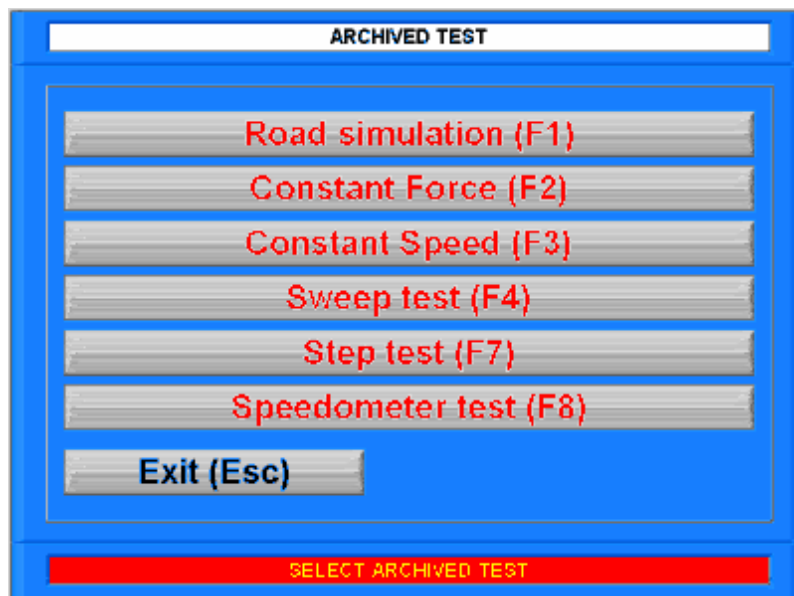 ARCHIVED TEST
Road simulation (F1)
Constant Force (F2)
Constant Speed (F3)
Sweep test (F4)
Step test (F7)
Speedometer test (F8)
Exit (Esc)
SELECT ARCHIVED TEST